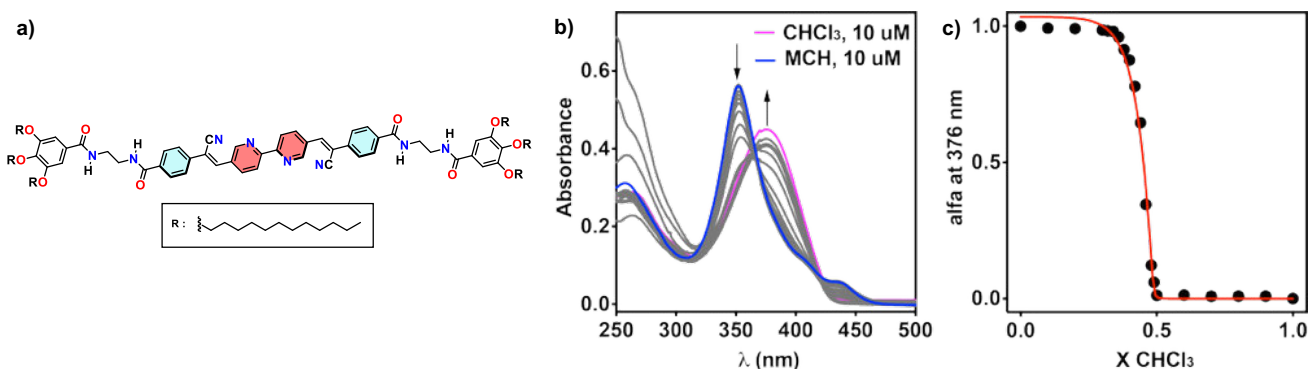 a)
RO
RO
RO
O
N
H
H
N
O
CN
N
N
CN
O
H
N
N
H
O
OR
OR
OR
R :
b)
CHCl₃, 10 uM
MCH, 10 uM
Absorbance
0.6
0.4
0.2
0.0
250 300 350 400 450 500
λ (nm)
c)
alfa at 376 nm
1.0
0.5
0.0
0.0 0.5 1.0
X CHCl₃